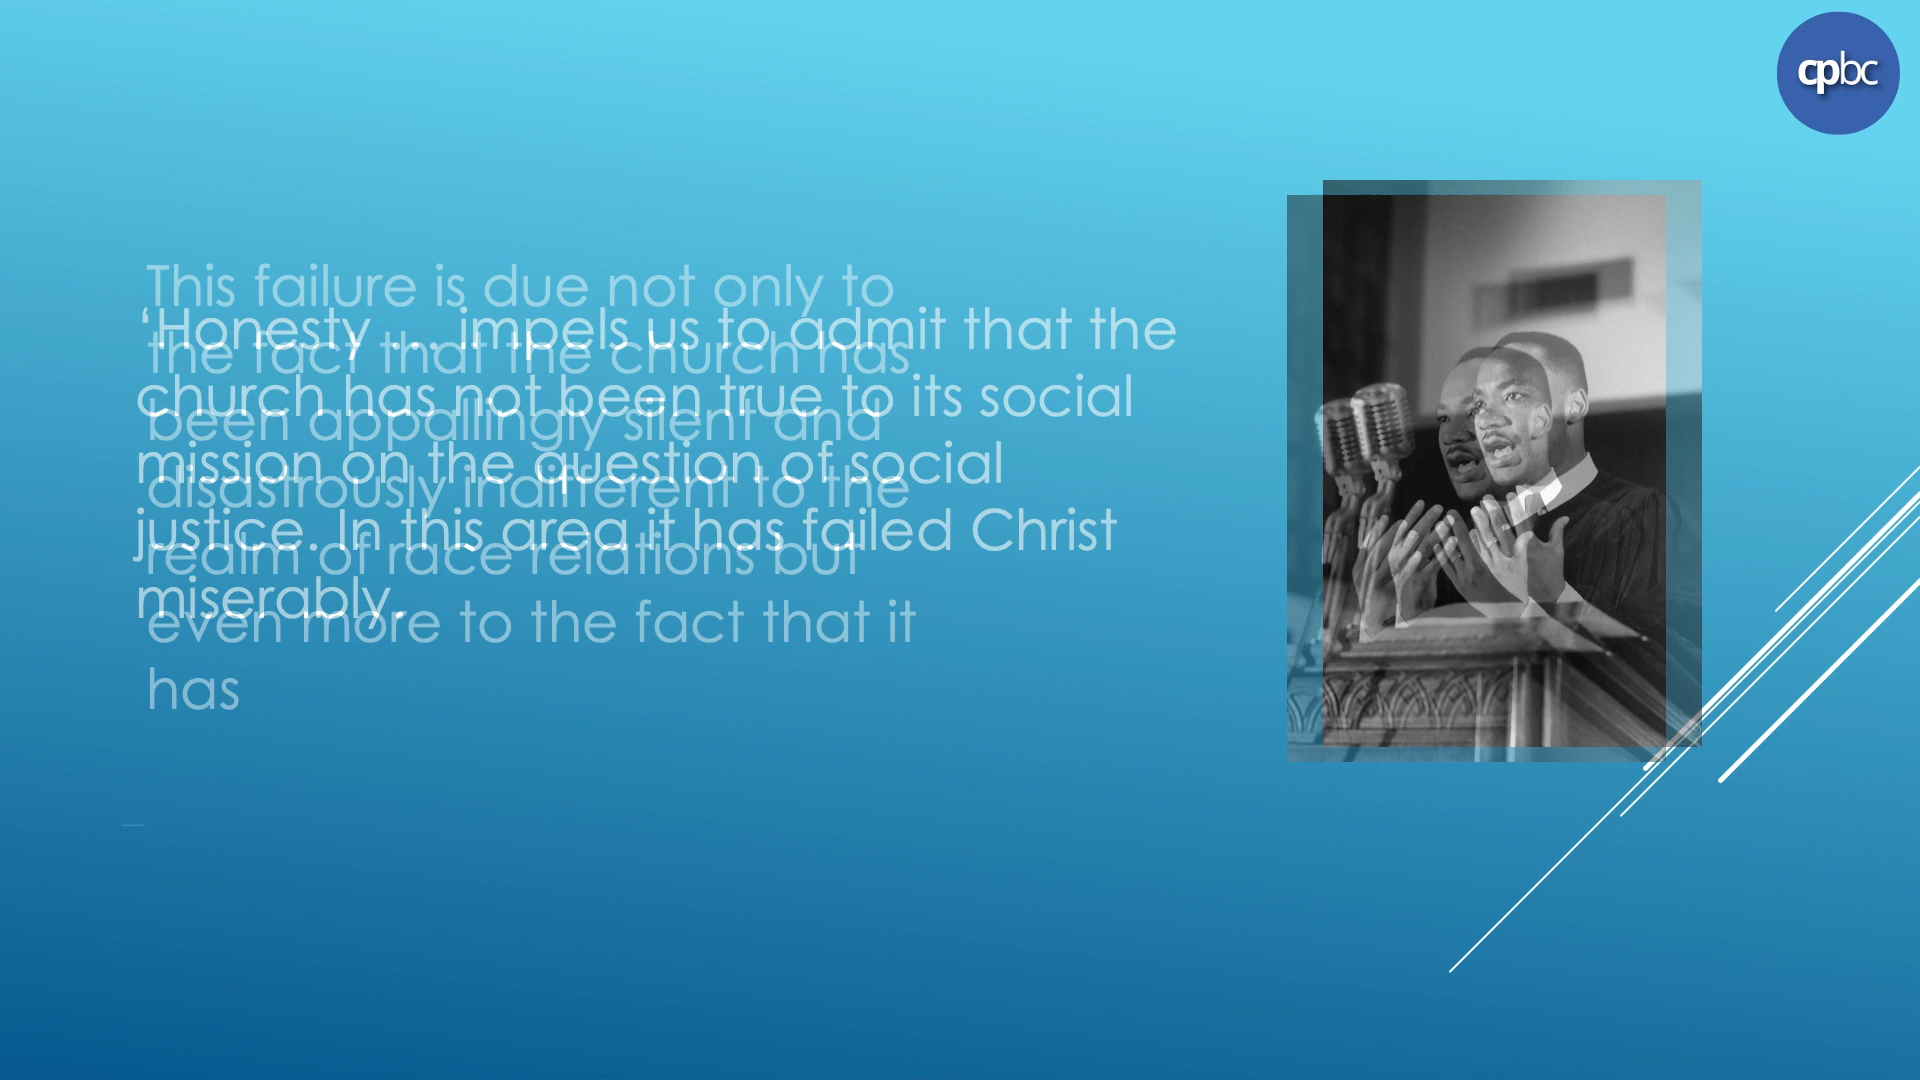 cpbc
‘Honesty ... impels us to admit that the
church has not been true to its social
mission on the question of social
justice. In this area it has failed Christ
miserably.
This failure is due not only to
the fact that the church has
been appallingly silent and
disastrously indifferent to the
realm of race relations but
even more to the fact that it
has